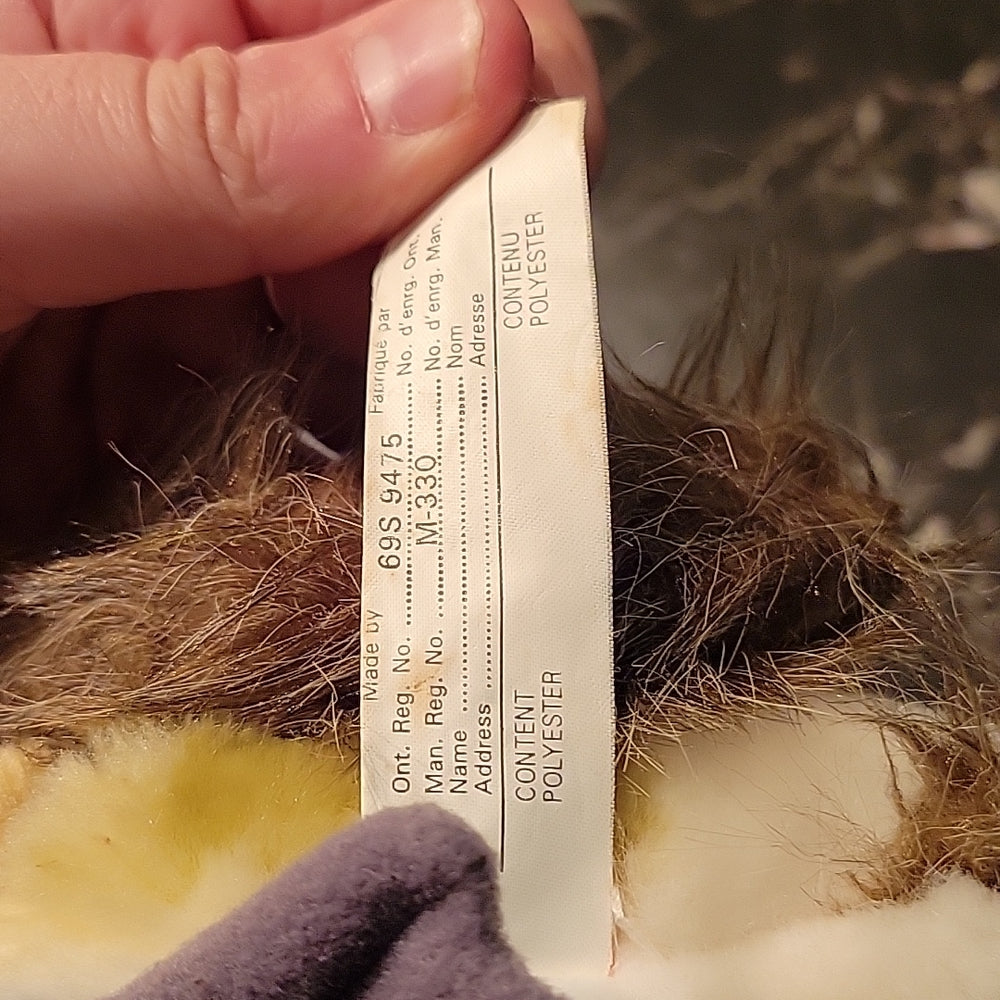 Made by Fabriqué par
Ont. Reg. No. 69S 9475 No. d'enrg. Ont.
Man. Reg. No. M-330 No. d'enrg. Man.
Name Nom
Address Adresse
CONTENT CONTENU
POLYESTER POLYESTER